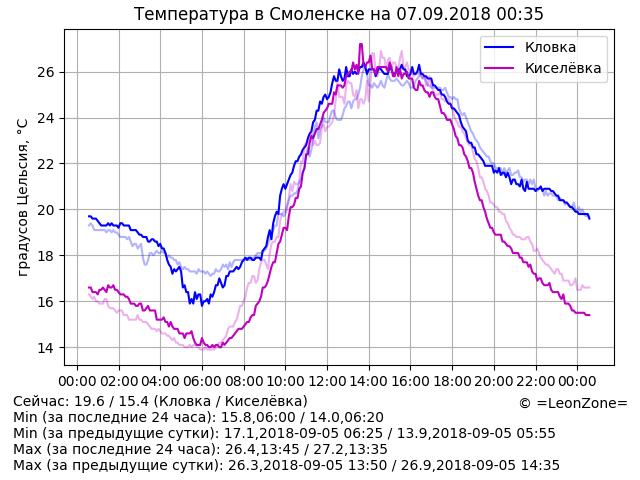 Температура в Смоленске на 07.09.2018 00:35
Кловка
Киселёвка
градусов Цельсия, °C
26
24
22
20
18
16
14
00:00 02:00 04:00 06:00 08:00 10:00 12:00 14:00 16:00 18:00 20:00 22:00 00:00
Сейчас: 19.6 / 15.4 (Кловка / Киселёвка)
© =LeonZone=
Min (за последние 24 часа): 15.8,06:00 / 14.0,06:20
Min (за предыдущие сутки): 17.1,2018-09-05 06:25 / 13.9,2018-09-05 05:55
Max (за последние 24 часа): 26.4,13:45 / 27.2,13:35
Max (за предыдущие сутки): 26.3,2018-09-05 13:50 / 26.9,2018-09-05 14:35